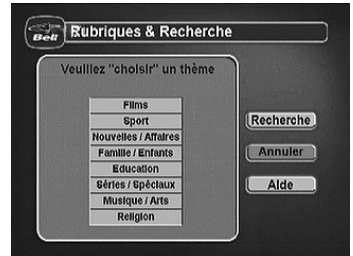 Bell
Rubriques & Recherche
Veuillez "choisir" un thème
Films
Sport
Nouvelles / Affaires
Famille / Enfants
Education
Séries / Spéciaux
Musique / Arts
Religion
Recherche
Annuler
Aide